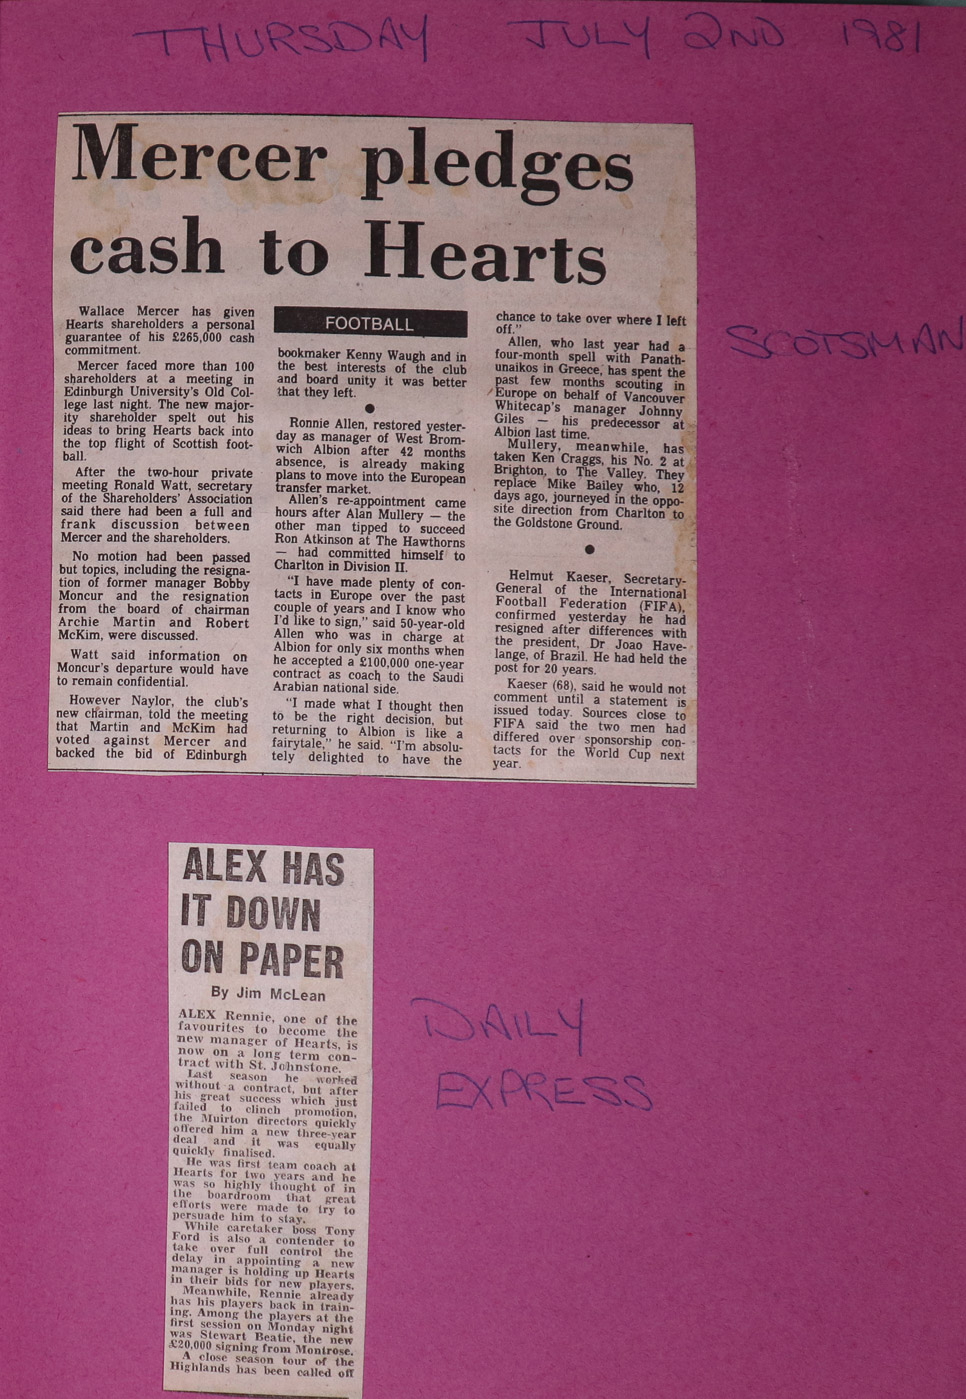 THURSDAY JULY 2ND 1981
Mercer pledges
cash to Hearts
Wallace Mercer has given
Hearts shareholders a personal
guarantee of his £265,000 cash
commitment.
Mercer faced more than 100
shareholders at a meeting in
Edinburgh University's Old Col-
lege last night. The new major-
ity shareholder spelt out his
ideas to bring Hearts back into
the top flight of Scottish foot-
ball.
After the two-hour private
meeting Ronald Watt, secretary
of the Shareholders' Association
said there had been a full and
frank discussion between
Mercer and the shareholders.
No motion had been passed
but topics, including the resigna-
tion of former manager Bobby
Moncur and the resignation
from the board of chairman
Archie Martin and Robert
McKim, were discussed.
Watt said information on
Moncur's departure would have
to remain confidential.
However Naylor, the club's
new chairman, told the meeting
that Martin and McKim had
voted against Mercer and
backed the bid of Edinburgh
FOOTBALL
bookmaker Kenny Waugh and in
the best interests of the club
and board unity it was better
that they left.
●
Ronnie Allen, restored yester-
day as manager of West Brom-
wich Albion after 42 months
absence, is already making
plans to move into the European
transfer market.
Allen's re-appointment came
hours after Alan Mullery — the
other man tipped to succeed
Ron Atkinson at The Hawthorns
— had committed himself to
Charlton in Division II.
"I have made plenty of con-
tacts in Europe over the past
couple of years and I know who
I'd like to sign," said 50-year-old
Allen who was in charge at
Albion for only six months when
he accepted a £100,000 one-year
contract as coach to the Saudi
Arabian national side.
"I made what I thought then
to be the right decision, but
returning to Albion is like a
fairytale," he said. "I'm absolu-
tely delighted to have the
chance to take over where I left
off."
Allen, who last year had a
four-month spell with Panath-
unaikos in Greece, has spent the
past few months scouting in
Europe on behalf of Vancouver
Whitecap's manager Johnny
Giles — his predecessor at
Albion last time.
Mullery, meanwhile, has
taken Ken Craggs, his No. 2 at
Brighton, to The Valley. They
replace Mike Bailey who, 12
days ago, journeyed in the oppo-
site direction from Charlton to
the Goldstone Ground.
●
Helmut Kaeser, Secretary-
General of the International
Football Federation (FIFA),
confirmed yesterday he had
resigned after differences with
the president, Dr Joao Have-
lange, of Brazil. He had held the
post for 20 years.
Kaeser (68), said he would not
comment until a statement is
issued today. Sources close to
FIFA said the two men had
differed over sponsorship con-
tacts for the World Cup next
year.
SCOTSMAN
ALEX HAS
IT DOWN
ON PAPER
By Jim McLean
ALEX Rennie, one of the
favourites to become the
new manager of Hearts, is
now on a long term con-
tract with St. Johnstone.
Last season he worked
without a contract, but after
his great success which just
failed to clinch promotion,
the Muirton directors quickly
offered him a new three-year
deal and it was equally
quickly finalised.
He was first team coach at
Hearts for two years and he
was so highly thought of in
the boardroom that great
efforts were made to try to
persuade him to stay.
While caretaker boss Tony
Ford is also a contender to
take over full control the
delay in appointing a new
manager is holding up Hearts
in their bids for new players.
Meanwhile, Rennie already
has his players back in train-
ing. Among the players at the
first session on Monday night
was Stewart Beatie, the new
£20,000 signing from Montrose.
A close season tour of the
Highlands has been called off
DAILY
EXPRESS